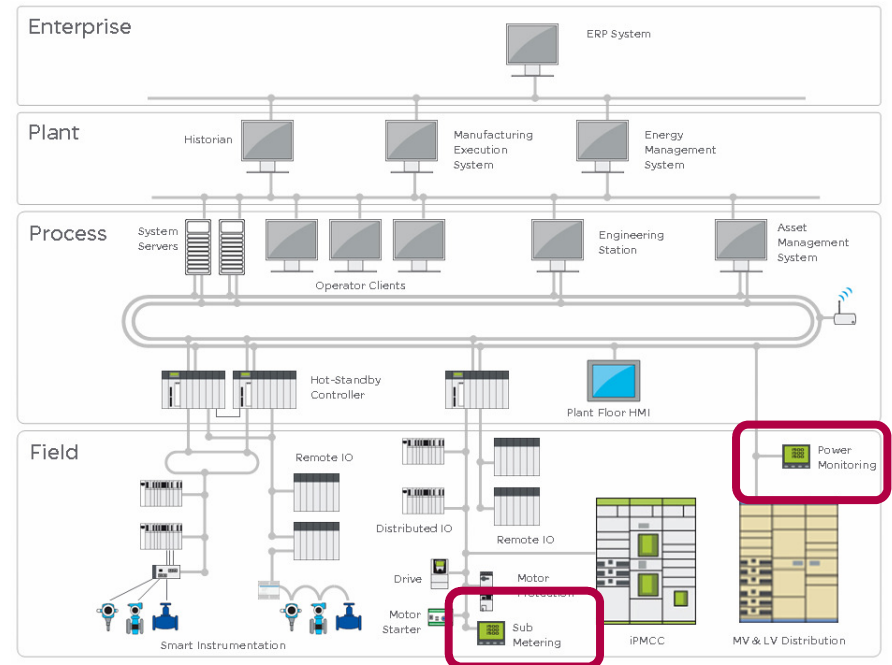 Enterprise
ERP System
Plant
Historian
Manufacturing
Execution
System
Energy
Management
System
Process
System
Servers
Operator Clients
Engineering
Station
Asset
Management
System
Hot-Standby
Controller
Plant Floor HMI
Field
Remote IO
Distributed IO
Remote IO
Power
Monitoring
Drive
Motor
Protection
Motor
Starter
Sub
Metering
Smart Instrumentation
iPMCC
MV & LV Distribution